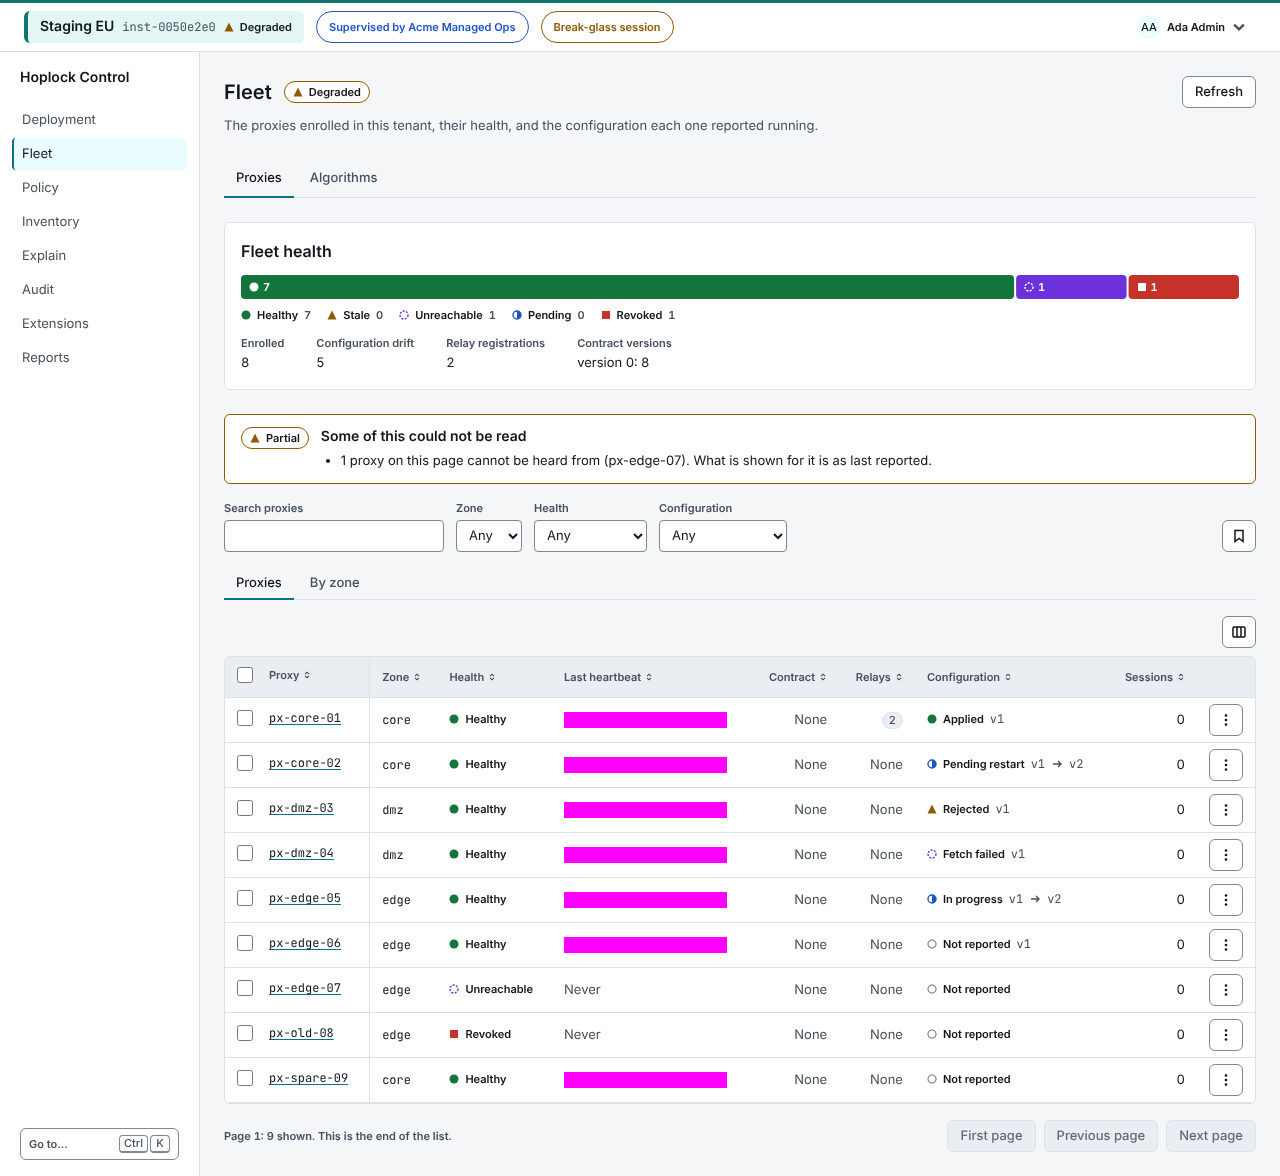 Staging EU inst-0050e2e0 Degraded Supervised by Acme Managed Ops Break-glass session AA Ada Admin
Hoplock Control
Deployment
Fleet
Policy
Inventory
Explain
Audit
Extensions
Reports
Go to... Ctrl K
Fleet Degraded Refresh
The proxies enrolled in this tenant, their health, and the configuration each one reported running.
Proxies Algorithms
Fleet health
7 1 1
Healthy 7 Stale 0 Unreachable 1 Pending 0 Revoked 1
Enrolled Configuration drift Relay registrations Contract versions
8 5 2 version 0: 8
Partial Some of this could not be read
• 1 proxy on this page cannot be heard from (px-edge-07). What is shown for it is as last reported.
Search proxies Zone Health Configuration
Any Any Any
Proxies By zone
Proxy Zone Health Last heartbeat Contract Relays Configuration Sessions
px-core-01 core Healthy None 2 Applied v1 0
px-core-02 core Healthy None None Pending restart v1 → v2 0
px-dmz-03 dmz Healthy None None Rejected v1 0
px-dmz-04 dmz Healthy None None Fetch failed v1 0
px-edge-05 edge Healthy None None In progress v1 → v2 0
px-edge-06 edge Healthy None None Not reported v1 0
px-edge-07 edge Unreachable Never None None Not reported 0
px-old-08 edge Revoked Never None None Not reported 0
px-spare-09 core Healthy None None Not reported 0
Page 1: 9 shown. This is the end of the list. First page Previous page Next page